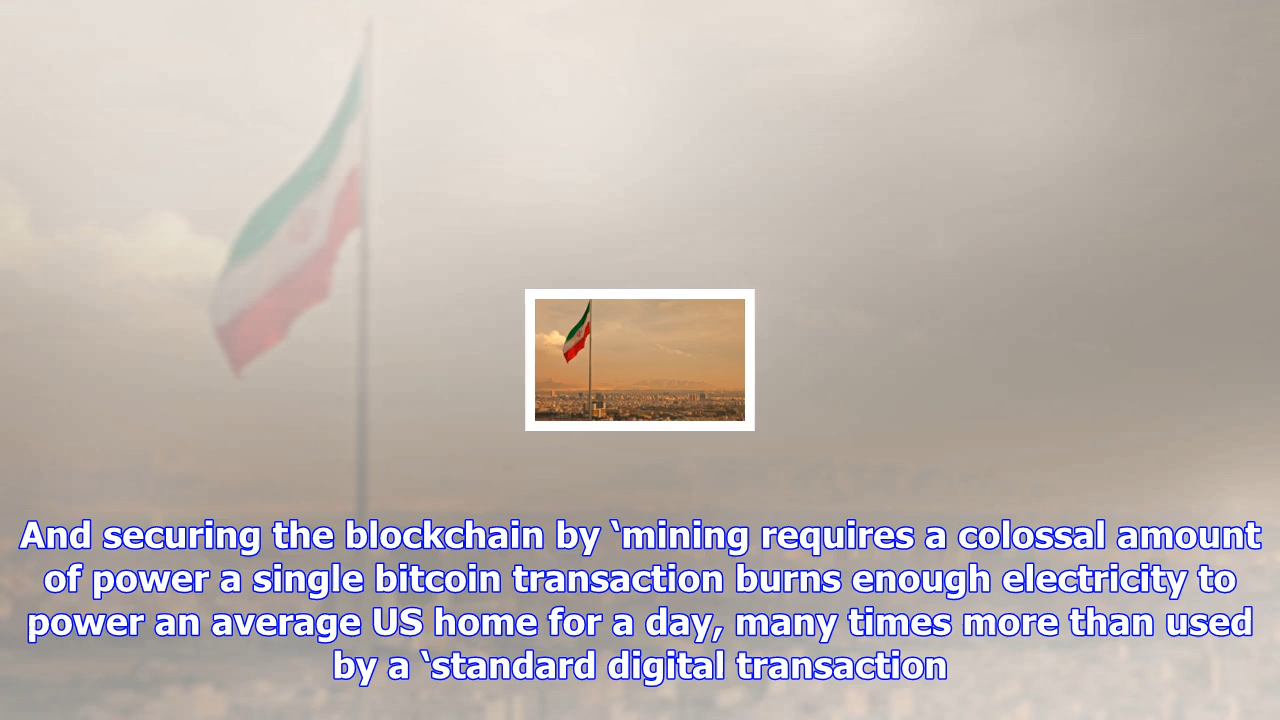 And securing the blockchain by ‘mining requires a colossal amount
of power a single bitcoin transaction burns enough electricity to
power an average US home for a day, many times more than used
by a ‘standard digital transaction